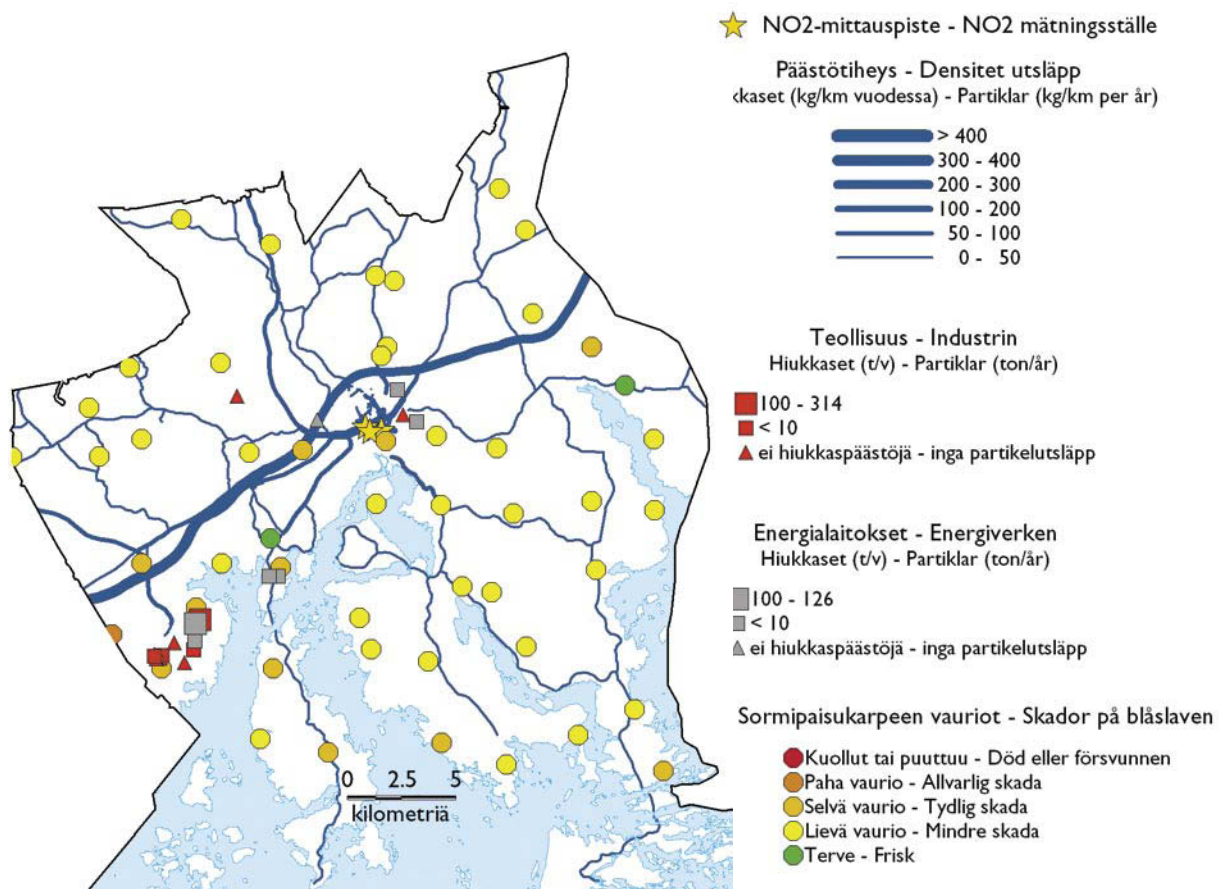 NO2-mittauspiste - NO2 mätningsställe
Päästötiheys - Densitet utsläpp
kkaset (kg/km vuodessa) - Partiklar (kg/km per år)
> 400
300 - 400
200 - 300
100 - 200
50 - 100
0 - 50
Teollisuus - Industrin
Hiukkaset (t/v) - Partiklar (ton/år)
100 - 314
< 10
ei hiukkaspäästöjä - inga partikelutsläpp
Energialaitokset - Energiverken
Hiukkaset (t/v) - Partiklar (ton/år)
100 - 126
< 10
ei hiukkaspäästöjä - inga partikelutsläpp
Sormipaisukarpeen vauriot - Skador på blåslaven
Kuollut tai puuttuu - Död eller försvunnen
Paha vaurio - Allvarlig skada
Selvä vaurio - Tydlig skada
Lievä vaurio - Mindre skada
Terve - Frisk
0 2.5 5
kilometriä